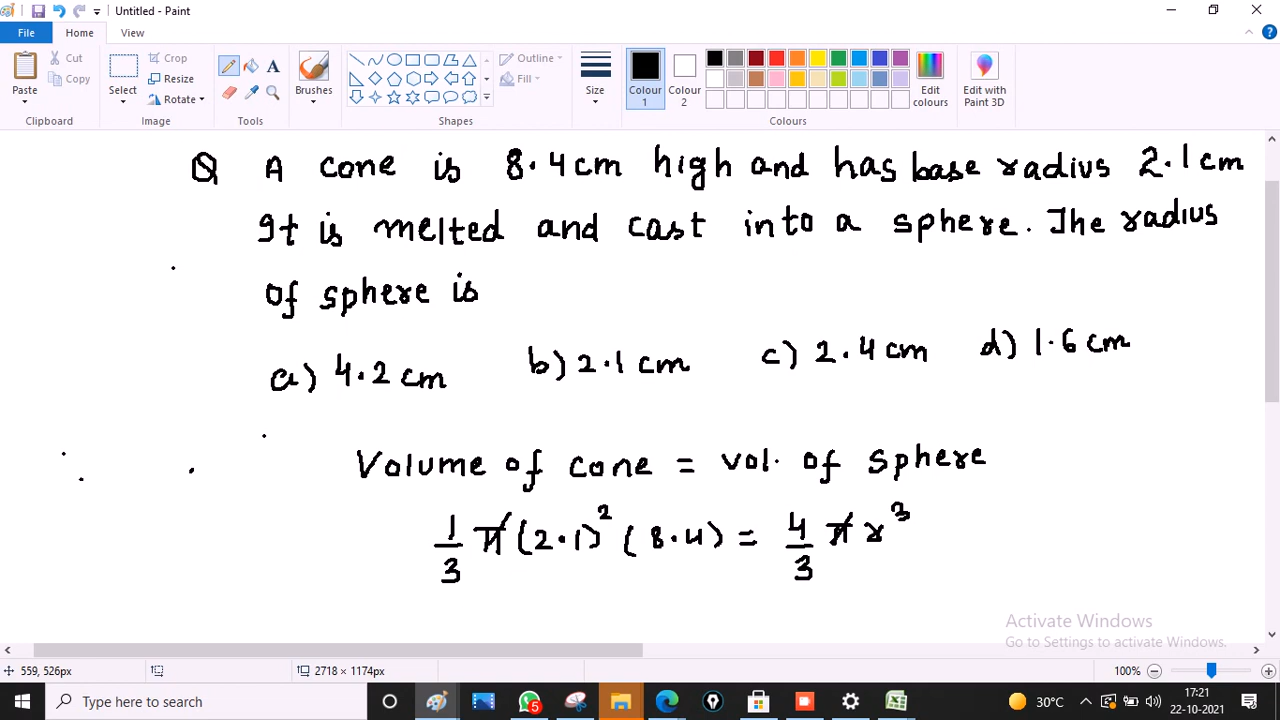 Untitled - Paint
File Home View
Paste Cut Copy Select Crop Resize Rotate Brushes Size Outline Fill Colour 1 Colour 2 Edit colours Edit with Paint 3D
Clipboard Image Tools Shapes Colours
Q A cone is 8.4cm high and has base radius 2.1cm
It is melted and cast into a sphere. The radius
of sphere is
a) 4.2 cm b) 2.1 cm c) 2.4 cm d) 1.6 cm
Volume of cone = vol. of sphere
1/3 π (2.1)² (8.4) = 4/3 π r³
Activate Windows
Go to Settings to activate Windows.
559, 526px 2718 × 1174px 100%
Type here to search 5 30°C 17:21
22-10-2021